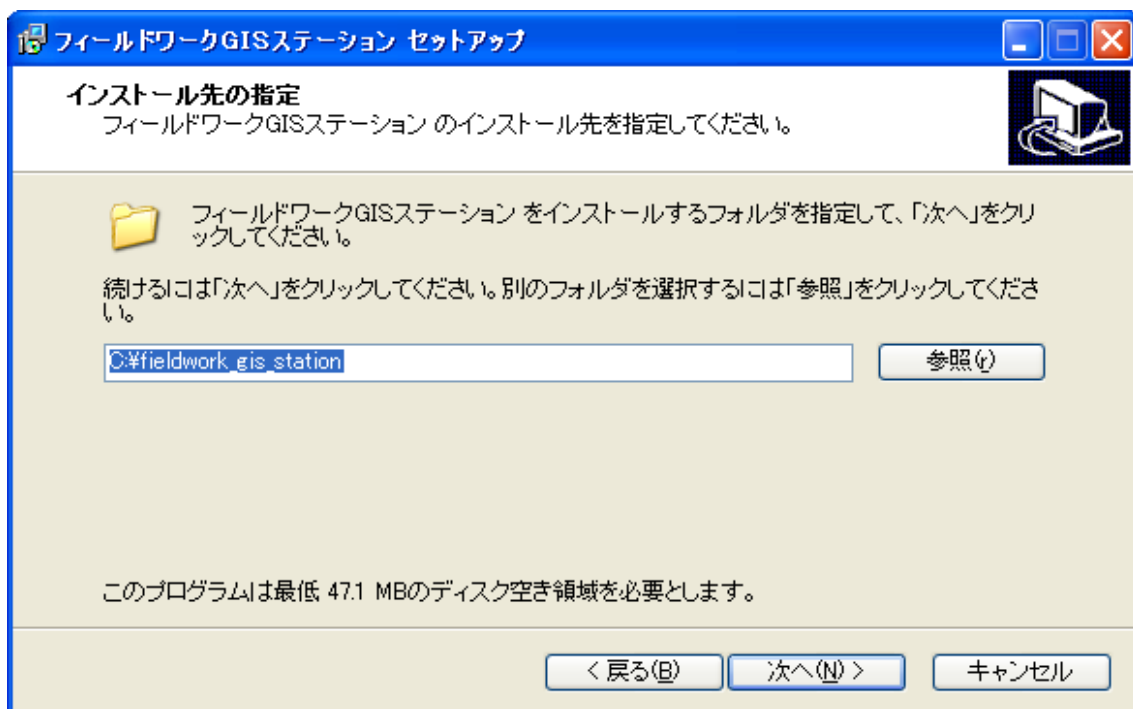 フィールドワークGISステーション セットアップ
インストール先の指定
フィールドワークGISステーション のインストール先を指定してください。
フィールドワークGISステーション をインストールするフォルダを指定して、「次へ」をクリ
ックしてください。
続けるには「次へ」をクリックしてください。別のフォルダを選択するには「参照」をクリックしてくださ
い。
C:¥fieldwork_gis_station
参照(r)
このプログラムは最低 47.1 MBのディスク空き領域を必要とします。
< 戻る(B)
次へ(N) >
キャンセル